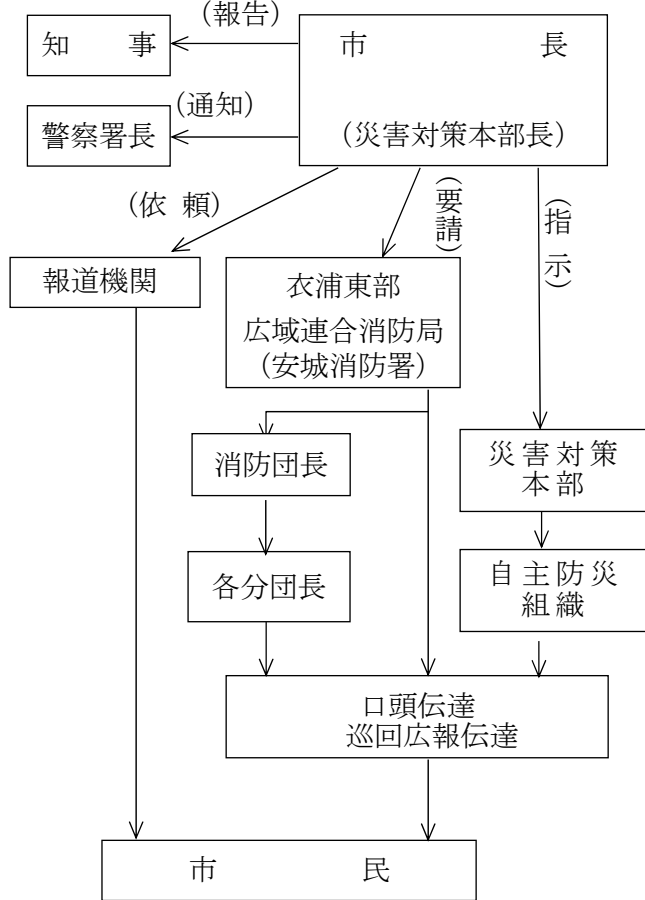 （報告）
知　事
市　長
（通知）
警察署長
（災害対策本部長）
（依 頼）
（要請）
（指 示）
報道機関
衣浦東部
広域連合消防局
（安城消防署）
消防団長
災害対策
本部
各分団長
自主防災
組織
口頭伝達
巡回広報伝達
市　民